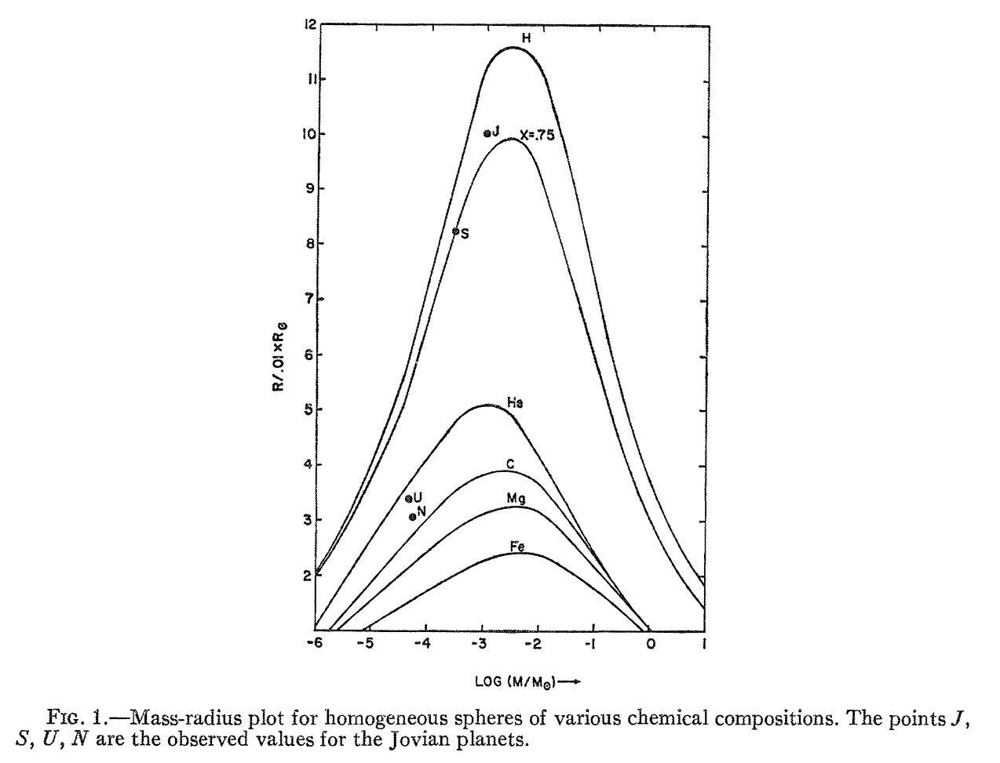 12
H
11
10
J
X=.75
9
S
8
7
R/.01×R⊙
6
5
He
4
C
U
Mg
N
3
Fe
2
-6 -5 -4 -3 -2 -1 0 1
LOG (M/M⊙)→
FIG. 1.—Mass-radius plot for homogeneous spheres of various chemical compositions. The points J,
S, U, N are the observed values for the Jovian planets.